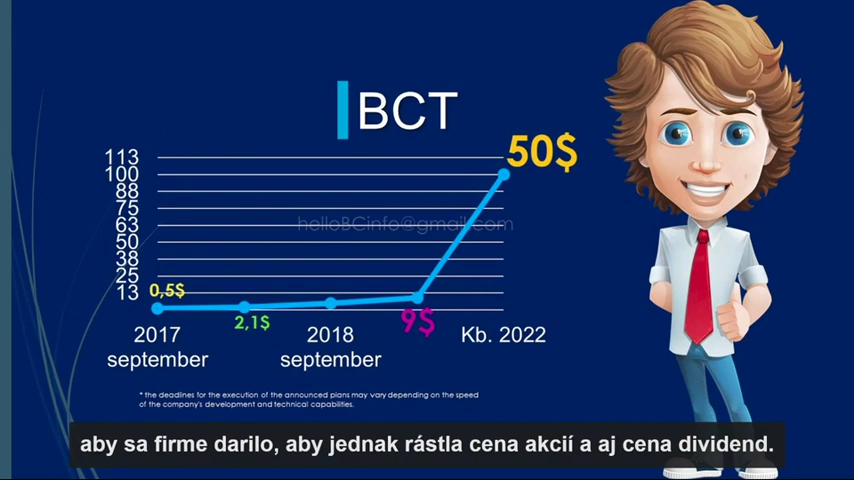 BCT
50$
113
100
88
75
63
50
38
25
13
helloBCinfo@gmail.com
0,5$
2,1$
9$
2017 september
2018 september
Kb. 2022
* the deadlines for the execution of the announced plans may vary depending on the speed
of the company's development and technical capabilities.
aby sa firme darilo, aby jednak rástla cena akcií a aj cena dividend.